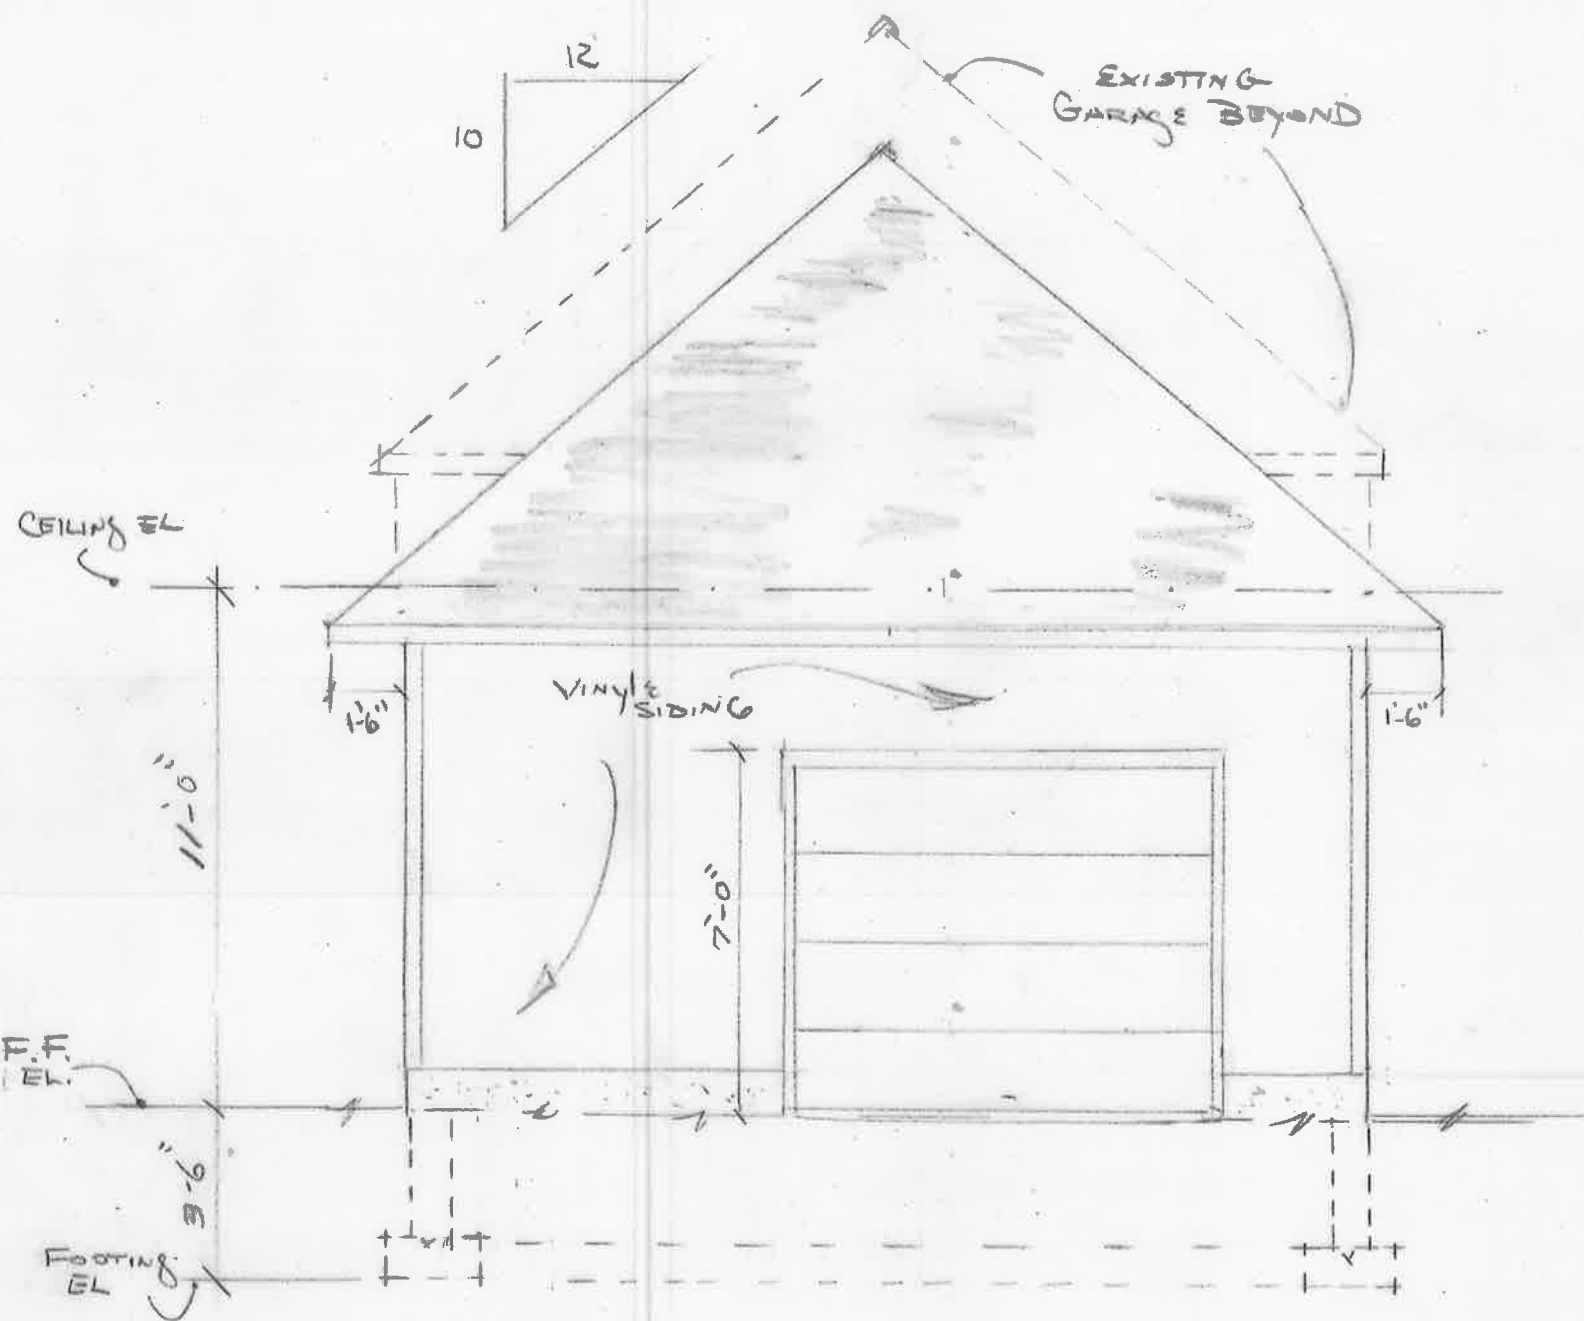 12
10
EXISTING
GARAGE BEYOND
CEILING EL
VINYL
SIDING
1'-6"
1'-6"
11'-0"
7'-0"
F.F.
EL.
3'-6"
FOOTING
EL